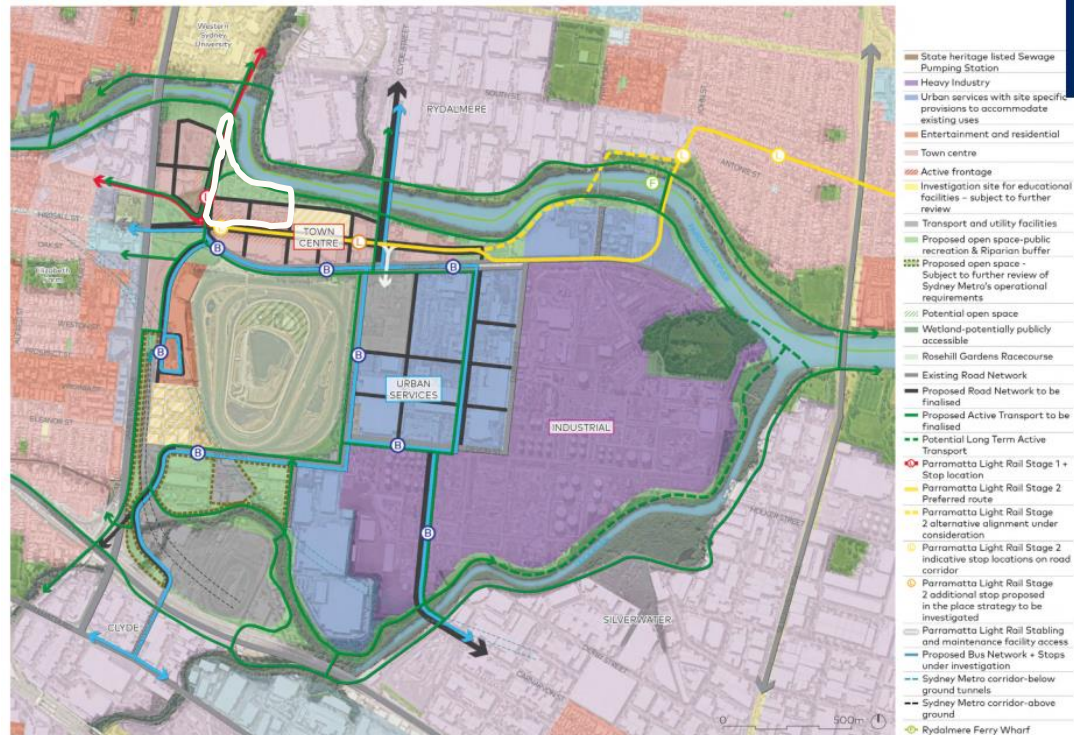 Western
Sydney
University
CLYDE STREET
RYDALMERE
SOUTH ST
ANTOINE ST
HASSALL ST
OAK ST
Elizabeth
Farm
WESTON ST
PROSPECT ST
ELEANOR ST
TOWN
CENTRE
L
L
L
F
B
B
B
B
B
B
B
B
URBAN
SERVICES
INDUSTRIAL
HOLKER STREET
SILVERWATER
CLYDE
0
500m
State heritage listed Sewage
Pumping Station
Heavy Industry
Urban services with site specific
provisions to accommodate
existing uses
Entertainment and residential
Town centre
Active frontage
Investigation site for educational
facilities – subject to further
review
Transport and utility facilities
Proposed open space-public
recreation & Riparian buffer
Proposed open space -
Subject to further review of
Sydney Metro's operational
requirements
Potential open space
Wetland-potentially publicly
accessible
Rosehill Gardens Racecourse
Existing Road Network
Proposed Road Network to be
finalised
Proposed Active Transport to be
finalised
Potential Long Term Active
Transport
Parramatta Light Rail Stage 1 +
Stop location
Parramatta Light Rail Stage 2
Preferred route
Parramatta Light Rail Stage
2 alternative alignment under
consideration
Parramatta Light Rail Stage 2
indicative stop locations on road
corridor
Parramatta Light Rail Stage
2 additional stop proposed
in the place strategy to be
investigated
Parramatta Light Rail Stabling
and maintenance facility access
Proposed Bus Network + Stops
under investigation
Sydney Metro corridor-below
ground tunnels
Sydney Metro corridor-above
ground
Rydalmere Ferry Wharf